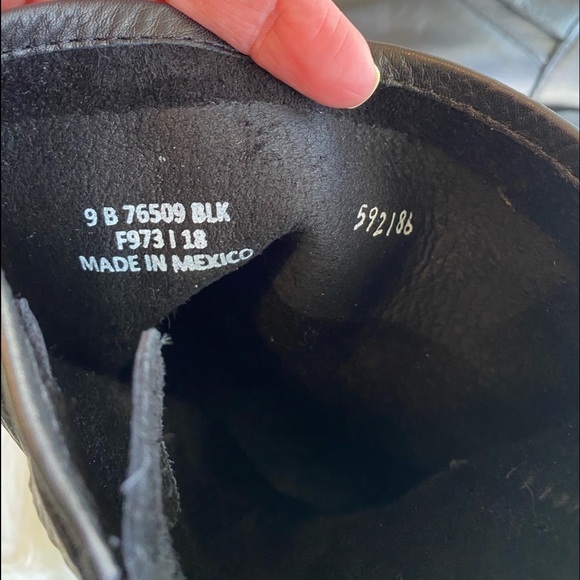 9 B 76509 BLK
F973 | 18
MADE IN MEXICO
592186